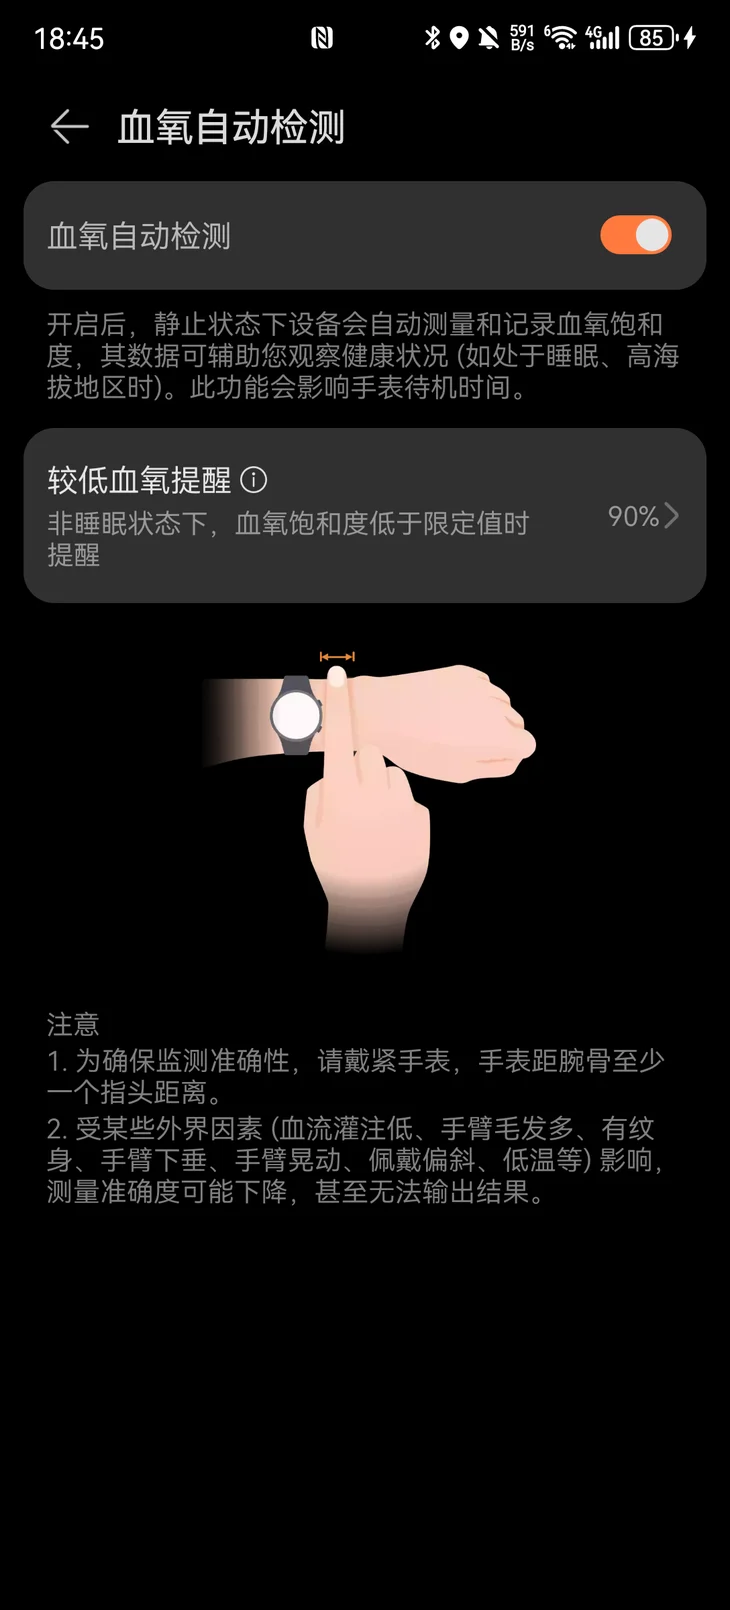 18:45
591 B/s
6
4G
85
血氧自动检测
血氧自动检测
开启后，静止状态下设备会自动测量和记录血氧饱和
度，其数据可辅助您观察健康状况 (如处于睡眠、高海
拔地区时)。此功能会影响手表待机时间。
较低血氧提醒
非睡眠状态下，血氧饱和度低于限定值时
提醒
90%
注意
1. 为确保监测准确性，请戴紧手表，手表距腕骨至少
一个指头距离。
2. 受某些外界因素 (血流灌注低、手臂毛发多、有纹
身、手臂下垂、手臂晃动、佩戴偏斜、低温等) 影响，
测量准确度可能下降，甚至无法输出结果。